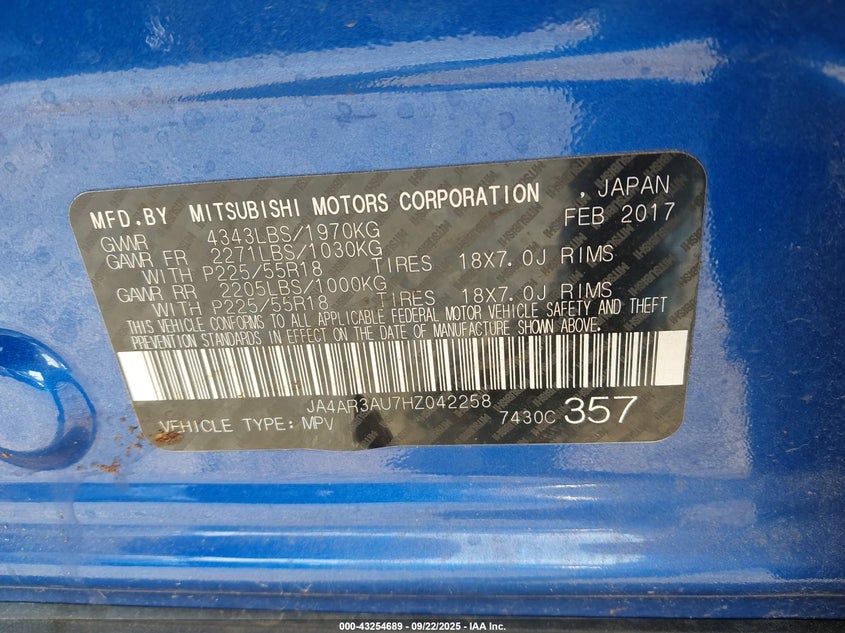 MFD.BY MITSUBISHI MOTORS CORPORATION , JAPAN
FEB 2017
GVWR 4343LBS/1970KG
GAWR FR 2271LBS/1030KG
WITH P225/55R18 TIRES 18X7.0J RIMS
GAWR RR 2205LBS/1000KG
WITH P225/55R18 TIRES 18X7.0J RIMS
THIS VEHICLE CONFORMS TO ALL APPLICABLE FEDERAL MOTOR VEHICLE SAFETY AND THEFT
PREVENTION STANDARDS IN EFFECT ON THE DATE OF MANUFACTURE SHOWN ABOVE.
JA4AR3AU7HZ042258
VEHICLE TYPE: MPV 7430C 357
000-43254689 - 09/22/2025 - IAA Inc.